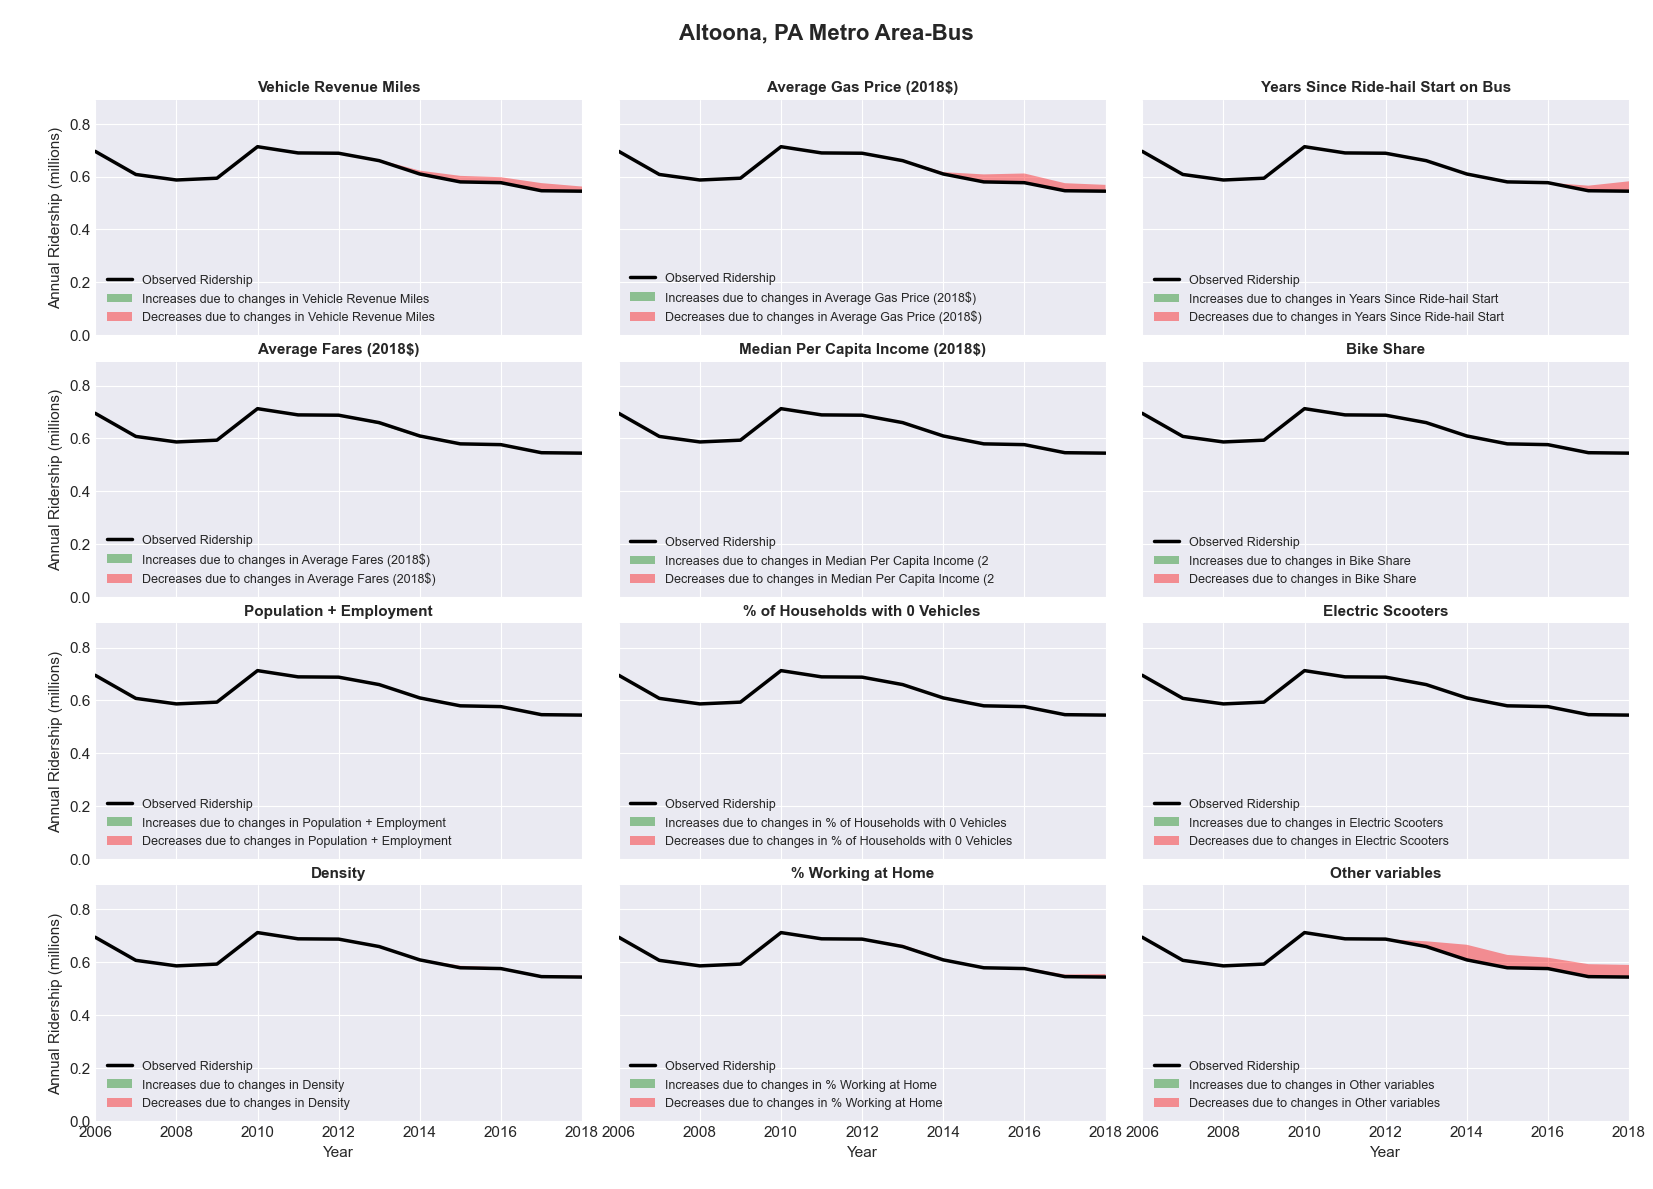 Altoona, PA Metro Area-Bus
Vehicle Revenue Miles
Average Gas Price (2018$)
Years Since Ride-hail Start on Bus
Annual Ridership (millions)
0.8
0.6
0.4
0.2
0.0
Observed Ridership
Increases due to changes in Vehicle Revenue Miles
Decreases due to changes in Vehicle Revenue Miles
Observed Ridership
Increases due to changes in Average Gas Price (2018$)
Decreases due to changes in Average Gas Price (2018$)
Observed Ridership
Increases due to changes in Years Since Ride-hail Start
Decreases due to changes in Years Since Ride-hail Start
Average Fares (2018$)
Median Per Capita Income (2018$)
Bike Share
Annual Ridership (millions)
0.8
0.6
0.4
0.2
0.0
Observed Ridership
Increases due to changes in Average Fares (2018$)
Decreases due to changes in Average Fares (2018$)
Observed Ridership
Increases due to changes in Median Per Capita Income (2
Decreases due to changes in Median Per Capita Income (2
Observed Ridership
Increases due to changes in Bike Share
Decreases due to changes in Bike Share
Population + Employment
% of Households with 0 Vehicles
Electric Scooters
Annual Ridership (millions)
0.8
0.6
0.4
0.2
0.0
Observed Ridership
Increases due to changes in Population + Employment
Decreases due to changes in Population + Employment
Observed Ridership
Increases due to changes in % of Households with 0 Vehicles
Decreases due to changes in % of Households with 0 Vehicles
Observed Ridership
Increases due to changes in Electric Scooters
Decreases due to changes in Electric Scooters
Density
% Working at Home
Other variables
Annual Ridership (millions)
0.8
0.6
0.4
0.2
0.0
Observed Ridership
Increases due to changes in Density
Decreases due to changes in Density
Observed Ridership
Increases due to changes in % Working at Home
Decreases due to changes in % Working at Home
Observed Ridership
Increases due to changes in Other variables
Decreases due to changes in Other variables
2006 2008 2010 2012 2014 2016 2018
2006 2008 2010 2012 2014 2016 2018
2006 2008 2010 2012 2014 2016 2018
Year
Year
Year